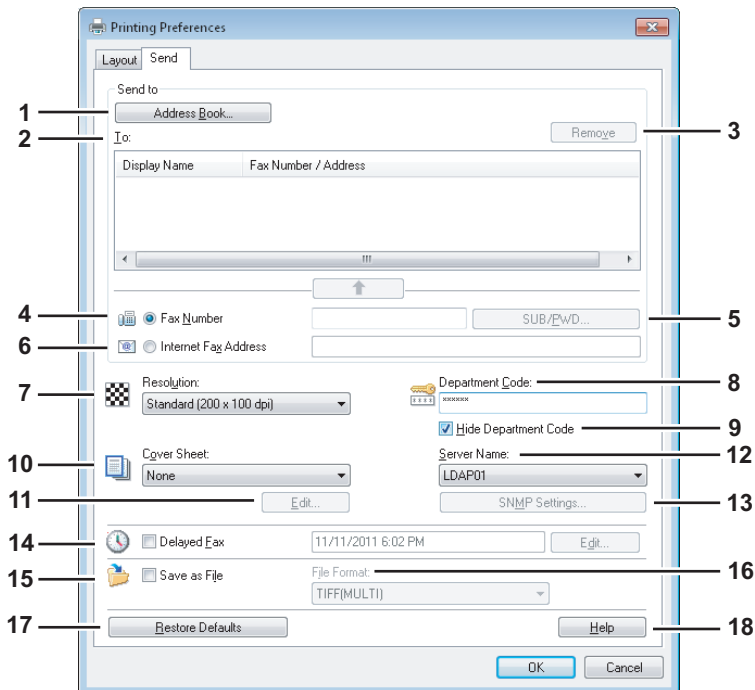 Printing Preferences
Layout Send
Send to
1 Address Book...
2 To: Remove 3
Display Name Fax Number / Address
4 Fax Number SUB/PWD... 5
6 Internet Fax Address
7 Resolution: Department Code: 8
Standard (200 x 100 dpi) ******
Hide Department Code 9
10 Cover Sheet: Server Name: 12
None LDAP01
11 Edit... SNMP Settings... 13
14 Delayed Fax 11/11/2011 6:02 PM Edit...
15 Save as File File Format: 16
TIFF(MULTI)
17 Restore Defaults Help 18
OK Cancel